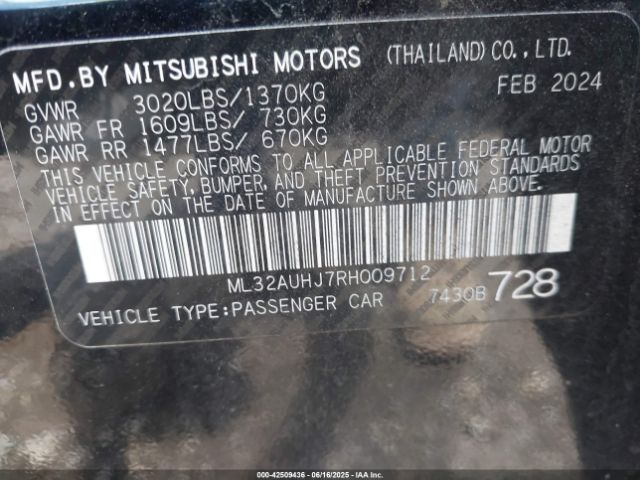 MFD.BY MITSUBISHI MOTORS (THAILAND)CO.,LTD.
FEB 2024
GVWR 3020LBS/1370KG
GAWR FR 1609LBS/ 730KG
GAWR RR 1477LBS/ 670KG
THIS VEHICLE CONFORMS TO ALL APPLICABLE FEDERAL MOTOR
VEHICLE SAFETY, BUMPER, AND THEFT PREVENTION STANDARDS
IN EFFECT ON THE DATE OF MANUFACTURE SHOWN ABOVE.
ML32AUHJ7RH009712
VEHICLE TYPE:PASSENGER CAR 7430B 728
000-42509436 - 06/16/2025 - IAA Inc.